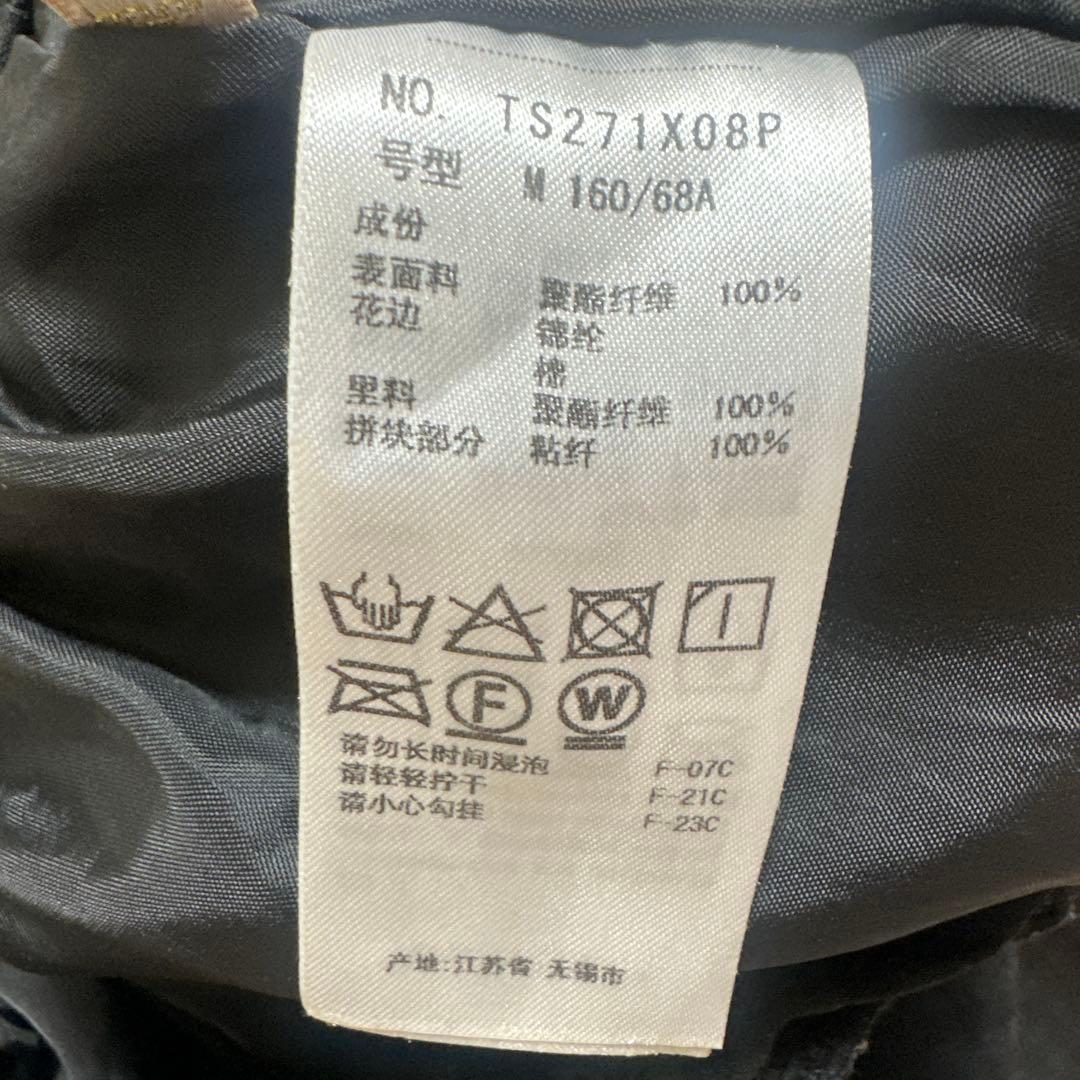 NO. TS271X08P
号型 M 160/68A
成份
表面料 聚酯纤维 100%
花边 锦纶
棉
里料 聚酯纤维 100%
拼块部分 粘纤 100%
F
W
请勿长时间浸泡 F-07C
请轻轻拧干 F-21C
请小心勾挂 F-23C
产地:江苏省 无锡市